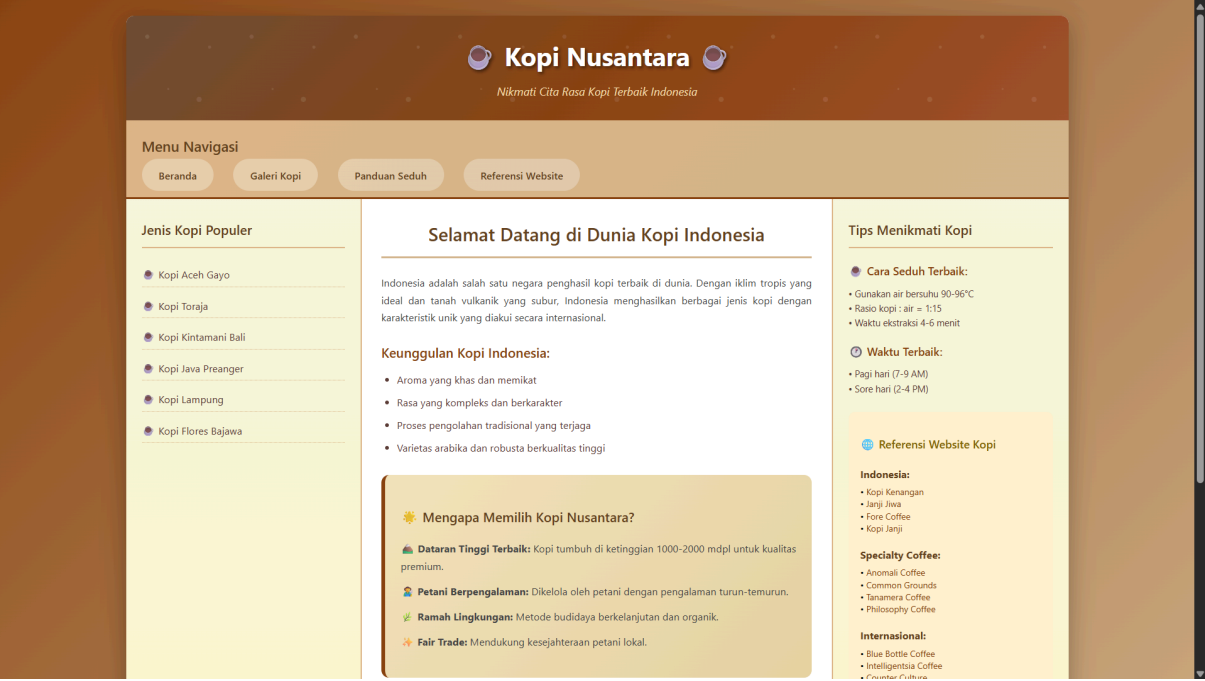 Kopi Nusantara
Nikmati Cita Rasa Kopi Terbaik Indonesia
Menu Navigasi
Beranda
Galeri Kopi
Panduan Seduh
Referensi Website
Jenis Kopi Populer
Kopi Aceh Gayo
Kopi Toraja
Kopi Kintamani Bali
Kopi Java Preanger
Kopi Lampung
Kopi Flores Bajawa
Selamat Datang di Dunia Kopi Indonesia
Indonesia adalah salah satu negara penghasil kopi terbaik di dunia. Dengan iklim tropis yang
ideal dan tanah vulkanik yang subur, Indonesia menghasilkan berbagai jenis kopi dengan
karakteristik unik yang diakui secara internasional.
Keunggulan Kopi Indonesia:
• Aroma yang khas dan memikat
• Rasa yang kompleks dan berkarakter
• Proses pengolahan tradisional yang terjaga
• Varietas arabika dan robusta berkualitas tinggi
Mengapa Memilih Kopi Nusantara?
Dataran Tinggi Terbaik: Kopi tumbuh di ketinggian 1000-2000 mdpl untuk kualitas
premium.
Petani Berpengalaman: Dikelola oleh petani dengan pengalaman turun-temurun.
Ramah Lingkungan: Metode budidaya berkelanjutan dan organik.
Fair Trade: Mendukung kesejahteraan petani lokal.
Tips Menikmati Kopi
Cara Seduh Terbaik:
• Gunakan air bersuhu 90-96°C
• Rasio kopi : air = 1:15
• Waktu ekstraksi 4-6 menit
Waktu Terbaik:
• Pagi hari (7-9 AM)
• Sore hari (2-4 PM)
Referensi Website Kopi
Indonesia:
• Kopi Kenangan
• Janji Jiwa
• Fore Coffee
• Kopi Janji
Specialty Coffee:
• Anomali Coffee
• Common Grounds
• Tanamera Coffee
• Philosophy Coffee
Internasional:
• Blue Bottle Coffee
• Intelligentsia Coffee
• Counter Culture